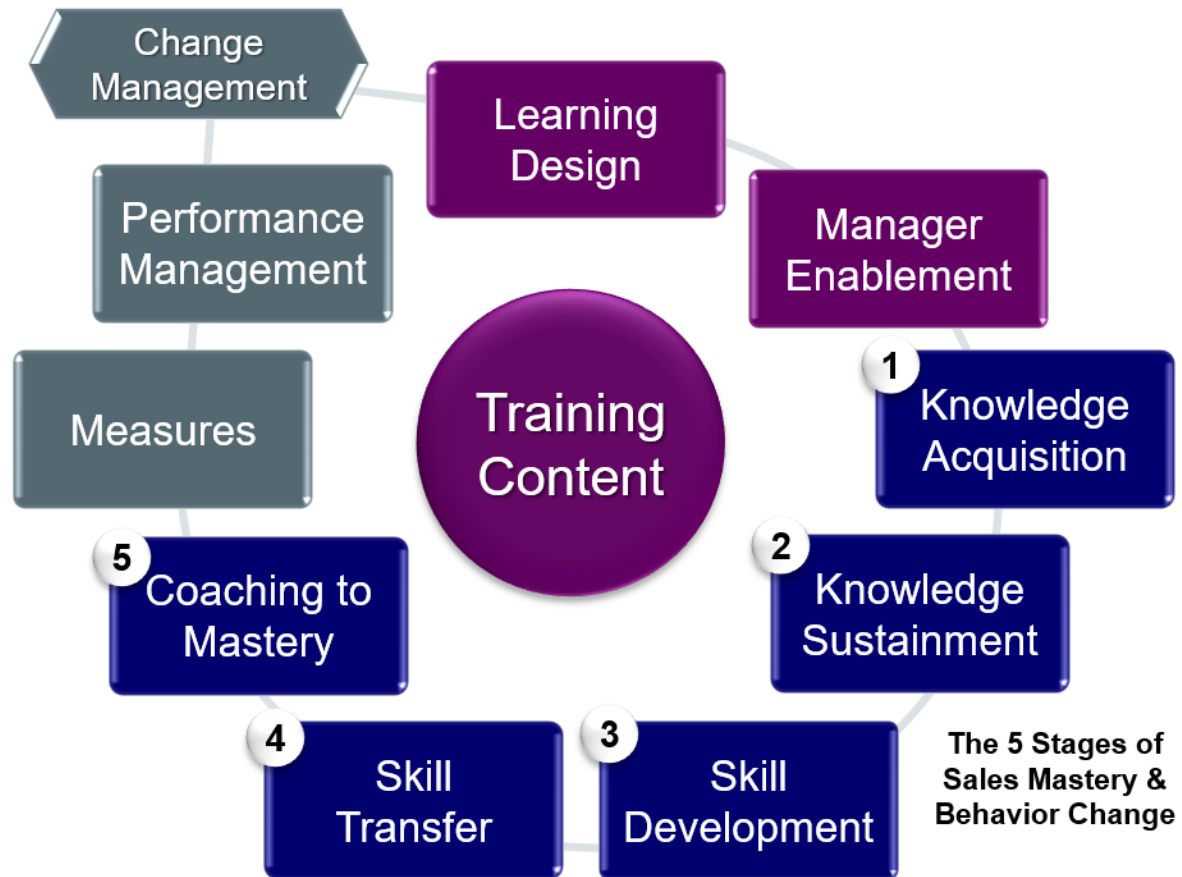 Change
Management
Learning
Design
Manager
Enablement
1
Knowledge
Acquisition
2
Knowledge
Sustainment
3
Skill
Development
4
Skill
Transfer
5
Coaching to
Mastery
Measures
Performance
Management
Training
Content
The 5 Stages of
Sales Mastery &
Behavior Change